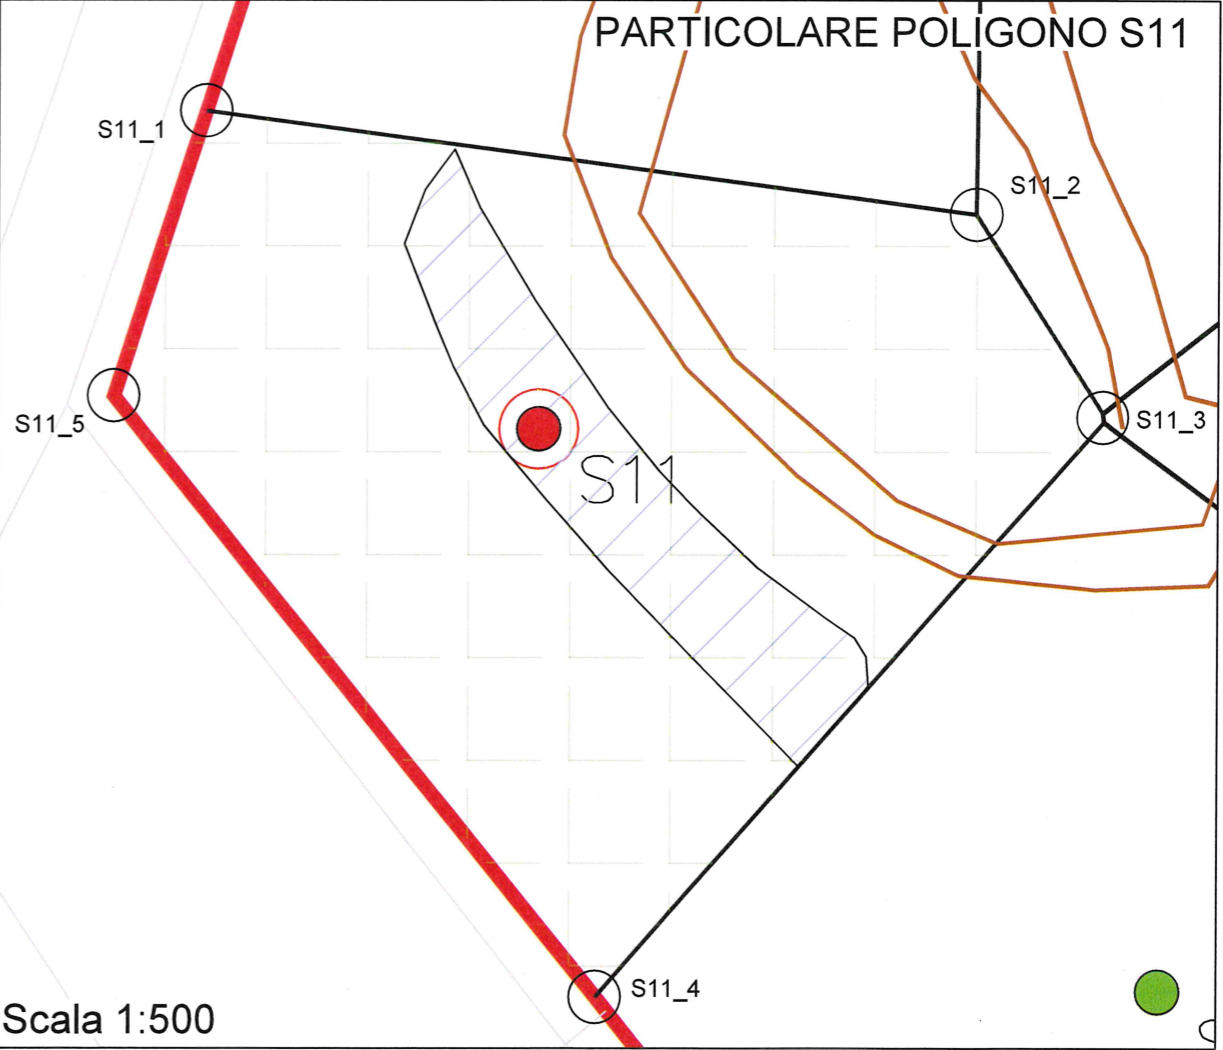 PARTICOLARE POLIGONO S11
S11_1
S11_2
S11_5
S11_3
S11
S11_4
Scala 1:500